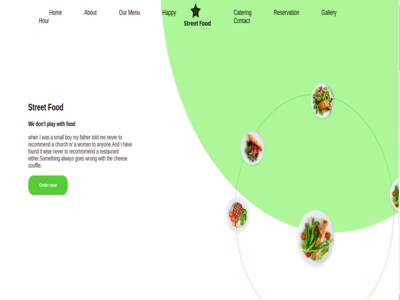 Home About Our Menu Happy Hour
Street Food
Catering Reservation Gallery Contact
Street Food
We don't play with food
when I was a small boy my father told me never to
recommend a church or a woman to anyone.And I have
found it wise never to recommmend a restaurant
either.Something always goes wrong with the cheese
souffle.
Order now